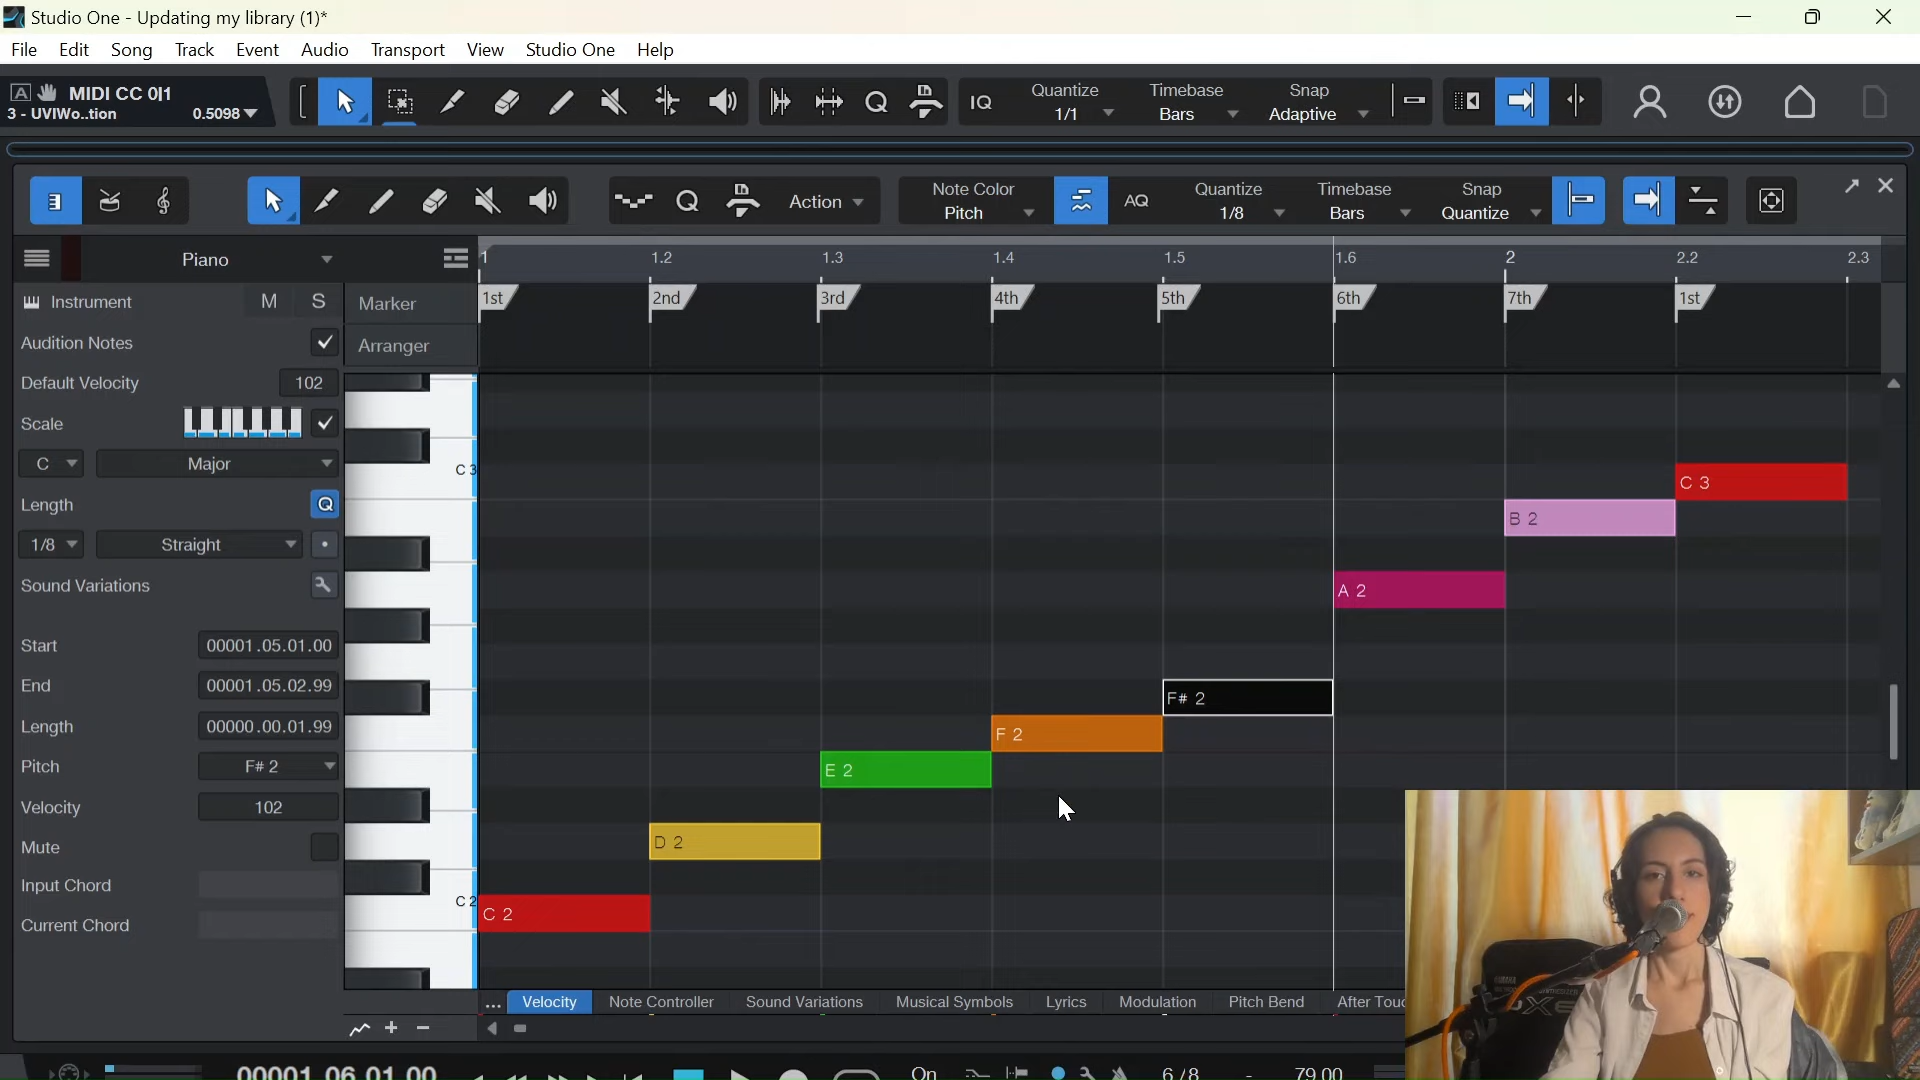 Studio One - Updating my library (1)*
File Edit Song Track Event Audio Transport View Studio One Help
A MIDI CC 0|1
3 - UVIWo..tion 0.5098
IQ
Quantize Timebase Snap
1/1 Bars Adaptive
Action
Note Color
Pitch
AQ
Quantize Timebase Snap
1/8 Bars Quantize
Piano
1 1.2 1.3 1.4 1.5 1.6 2 2.2 2.3
Instrument M S
Marker
1st 2nd 3rd 4th 5th 6th 7th 1st
Audition Notes
Arranger
Default Velocity 102
Scale
C Major
Length Q
1/8 Straight
Sound Variations
Start 00001.05.01.00
End 00001.05.02.99
Length 00000.00.01.99
Pitch F# 2
Velocity 102
Mute
Input Chord
Current Chord
C 3
C 2
C 3
B 2
A 2
F# 2
F 2
E 2
D 2
C 2
... Velocity Note Controller Sound Variations Musical Symbols Lyrics Modulation Pitch Bend After Touc
00001.06.01.00 On 6/8 - 79.00